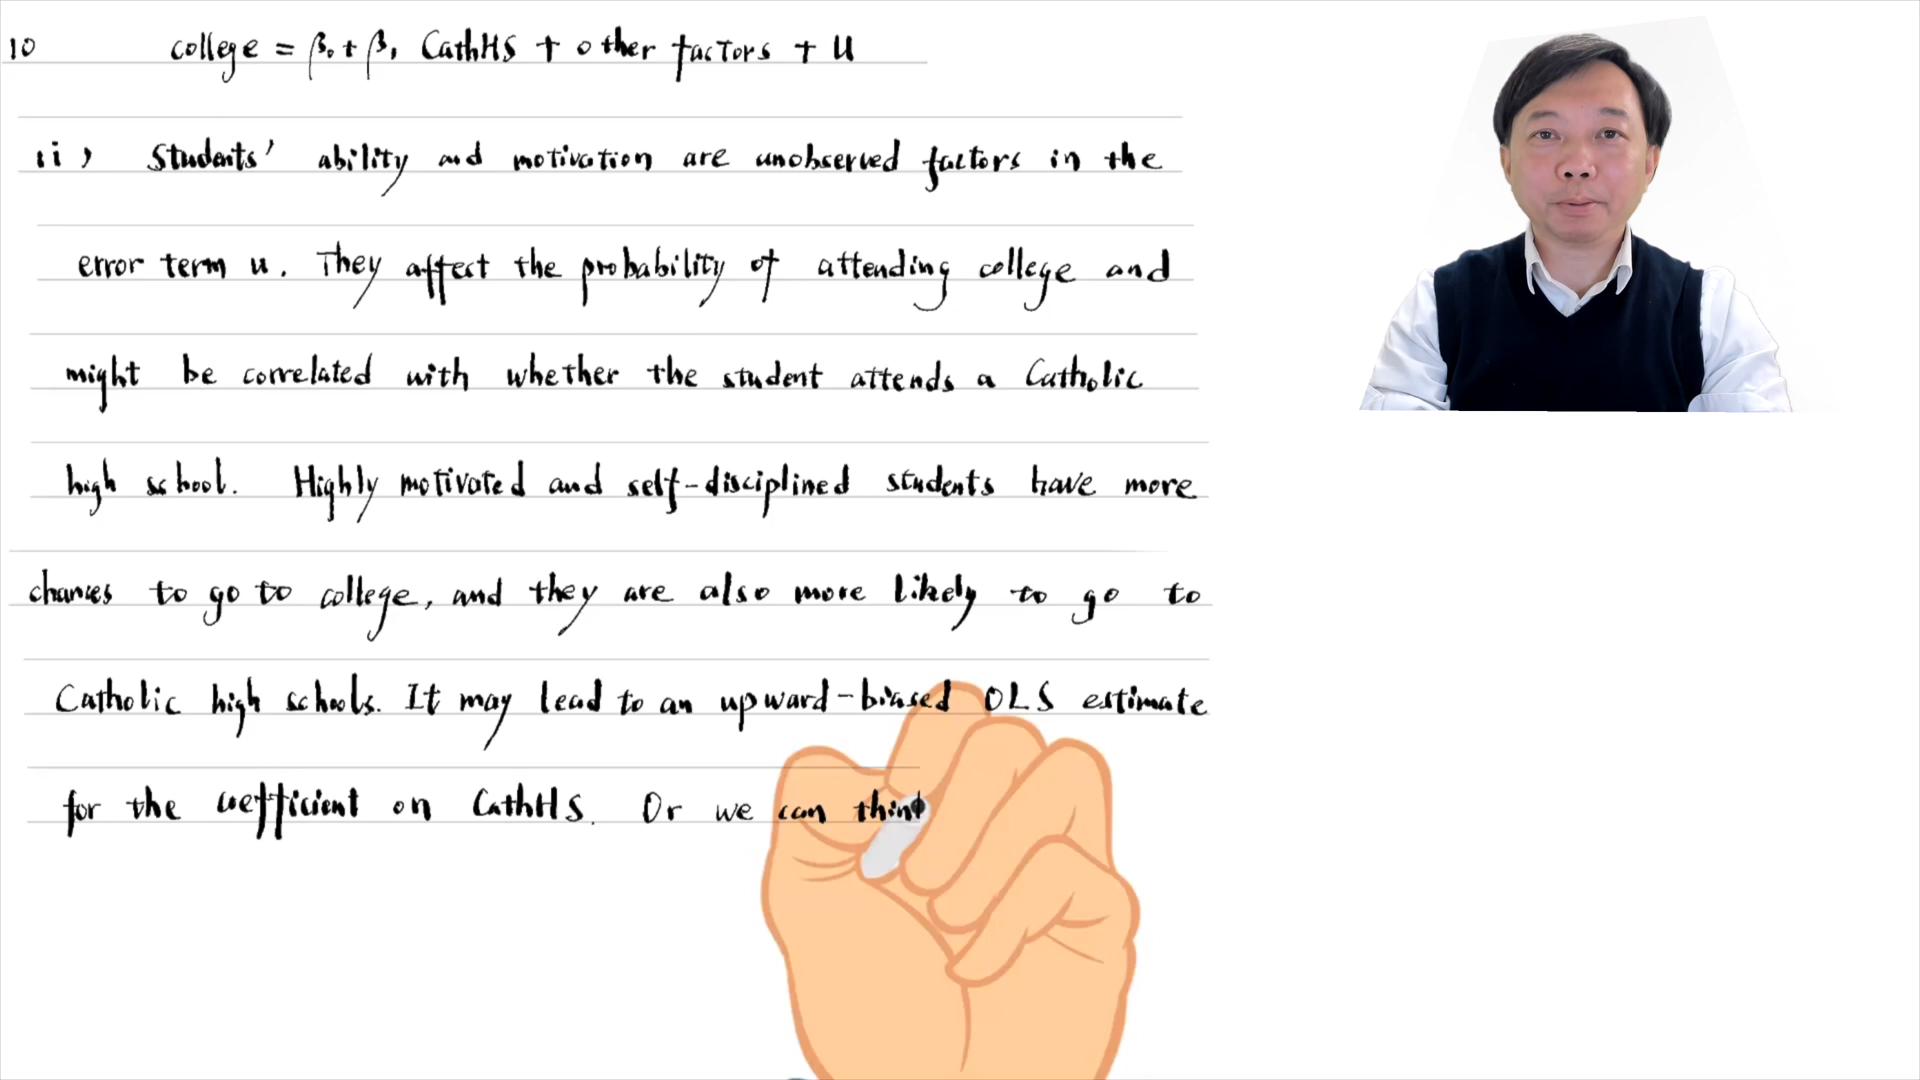 10 college = β₀ + β₁ CathHS + other factors + u
ii) Students' ability and motivation are unobserved factors in the
error term u. They affect the probability of attending college and
might be correlated with whether the student attends a Catholic
high school. Highly motivated and self-disciplined students have more
chances to go to college, and they are also more likely to go to
Catholic high schools. It may lead to an upward-biased OLS estimate
for the coefficient on CathHS. Or we can